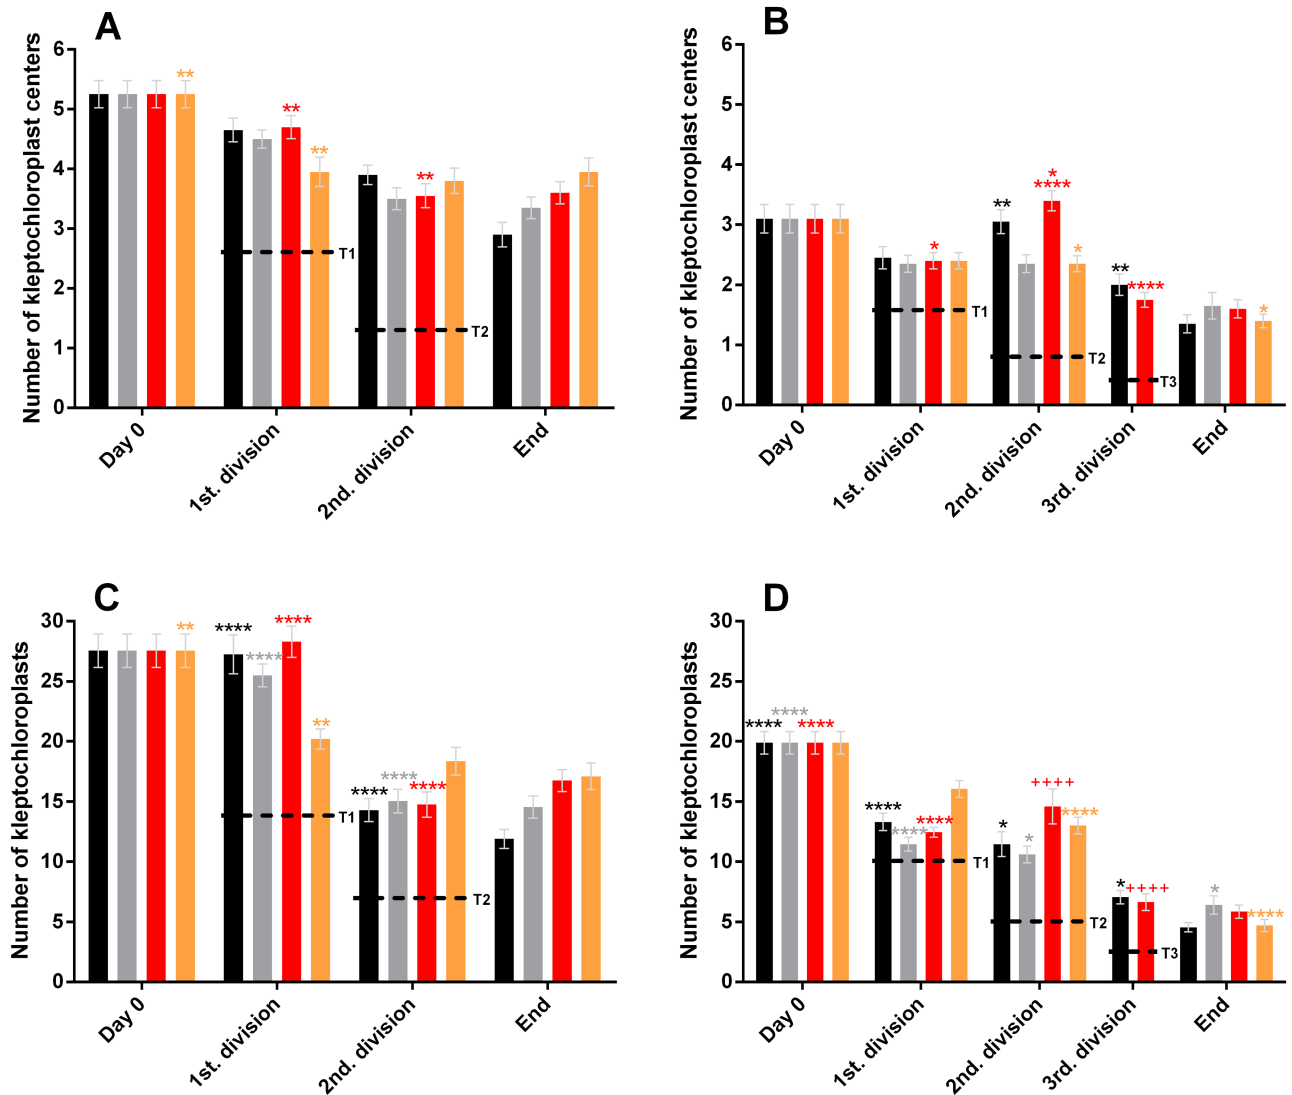 A
Number of kleptochloroplast centers
6
5
4
3
2
1
0
**
**
**
**
T1
T2
Day 0
1st. division
2nd. division
End
B
Number of kleptochloroplast centers
6
5
4
3
2
1
0
*
**
*
****
*
**
****
*
T1
T2
T3
Day 0
1st. division
2nd. division
3rd. division
End
C
Number of kleptochloroplasts
30
25
20
15
10
5
0
**
****
****
****
**
****
****
****
T1
T2
Day 0
1st. division
2nd. division
End
D
Number of kleptochloroplasts
30
25
20
15
10
5
0
****
****
****
****
****
****
*
*
++++
****
*
++++
*
****
T1
T2
T3
Day 0
1st. division
2nd. division
3rd. division
End